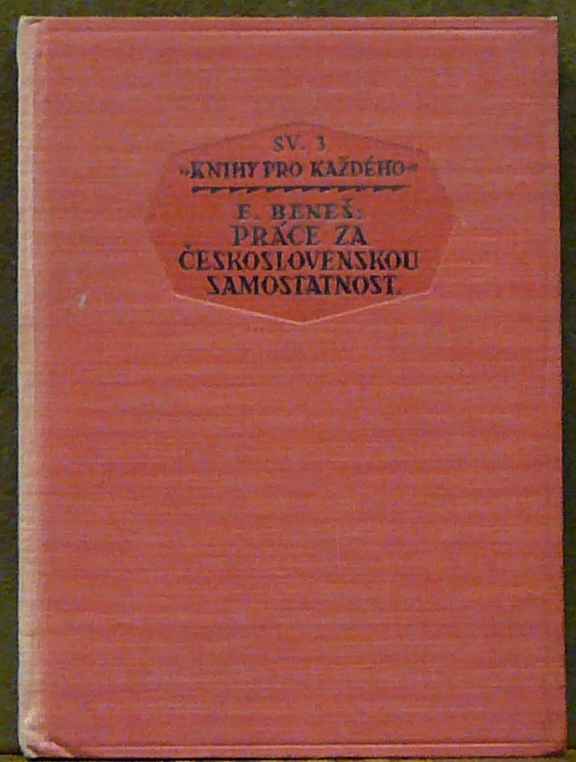 SV. 3
"KNIHY PRO KAŽDÉHO"
E. BENEŠ:
PRÁCE ZA
ČESKOSLOVENSKOU
SAMOSTATNOST.